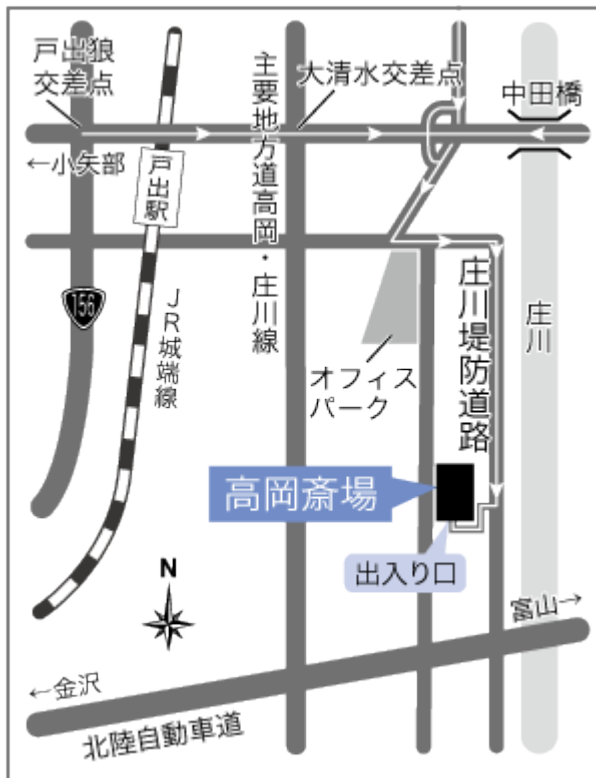 戸出狼
交差点
主要地方道高岡・庄川線
大清水交差点
中田橋
←小矢部
戸出駅
156
JR城端線
オフィス
パーク
庄川堤防道路
庄川
高岡斎場
出入り口
N
富山→
←金沢
北陸自動車道